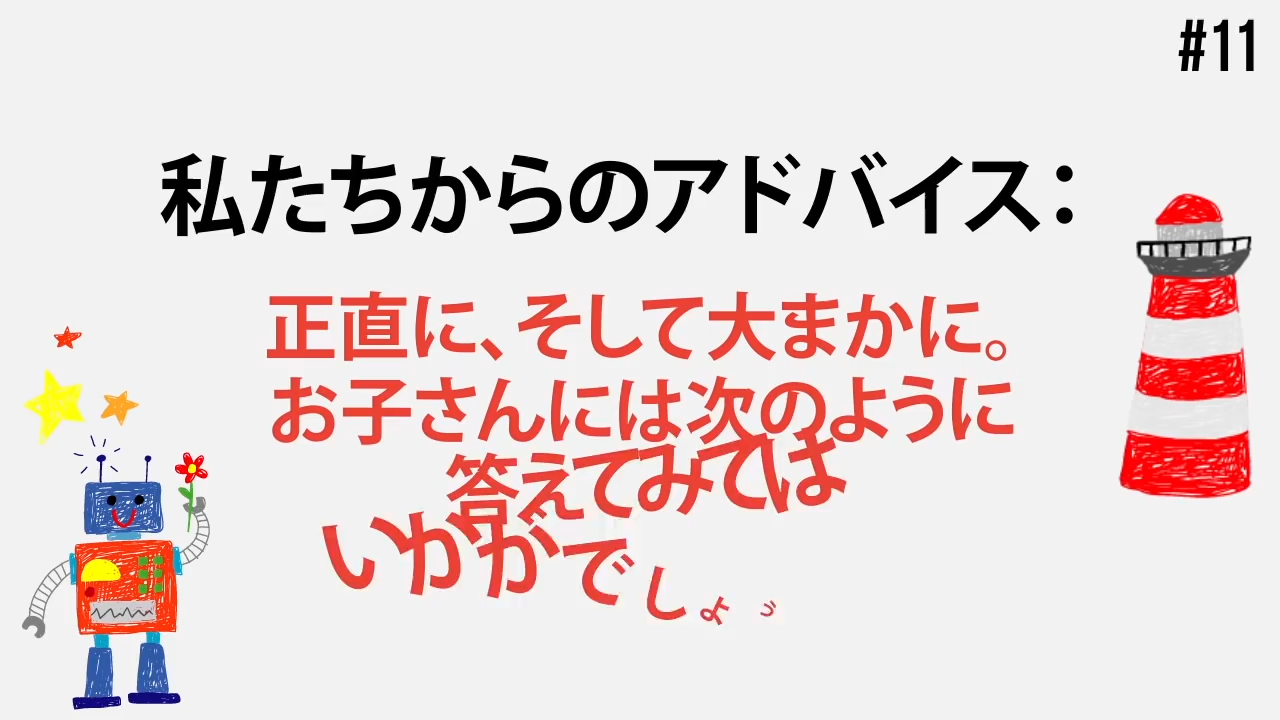 #11
私たちからのアドバイス：
正直に、そして大まかに。
お子さんには次のように
答えてみては
いかがでしょう